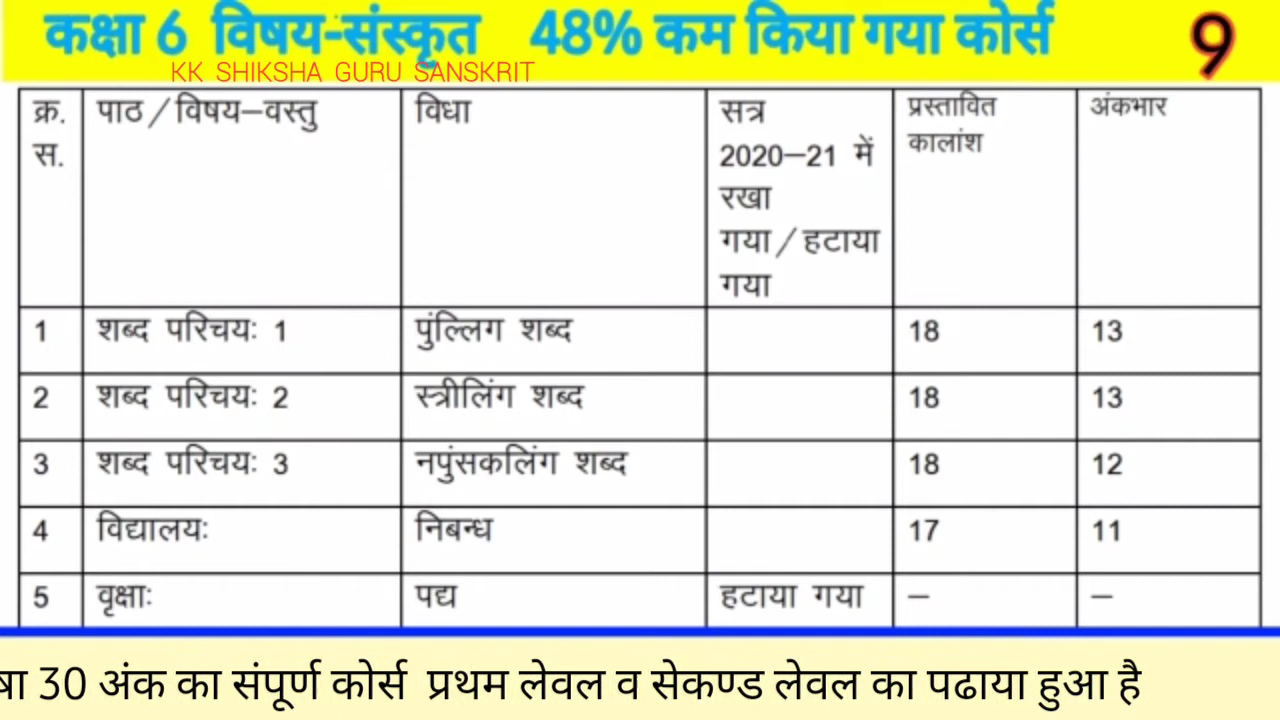 कक्षा 6 विषय-संस्कृत 48% कम किया गया कोर्स 9
KK SHIKSHA GURU SANSKRIT
क्र. स. पाठ/विषय–वस्तु विधा सत्र 2020–21 में रखा गया/हटाया गया प्रस्तावित कालांश अंकभार
1 शब्द परिचयः 1 पुंल्लिग शब्द 18 13
2 शब्द परिचयः 2 स्त्रीलिंग शब्द 18 13
3 शब्द परिचयः 3 नपुंसकलिंग शब्द 18 12
4 विद्यालयः निबन्ध 17 11
5 वृक्षाः पद्य हटाया गया – –
30 अंक का संपूर्ण कोर्स प्रथम लेवल व सेकण्ड लेवल का पढाया हुआ है